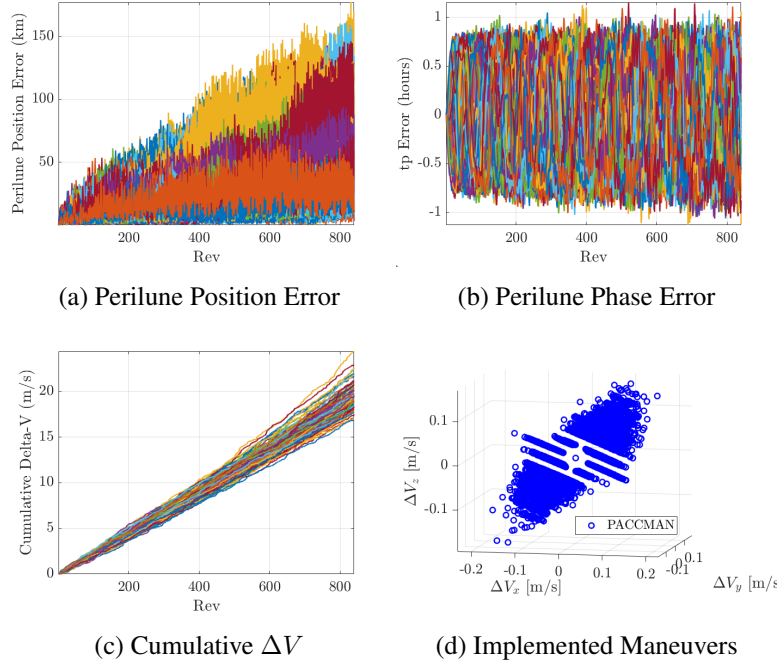 Perilune Position Error (km)
150
100
50
200
400
600
800
Rev
(a) Perilune Position Error
tp Error (hours)
1
0.5
0
-0.5
-1
200
400
600
800
Rev
(b) Perilune Phase Error
Cumulative Delta-V (m/s)
20
15
10
5
0
200
400
600
800
Rev
(c) Cumulative ΔV
ΔV_z [m/s]
0.1
0
-0.1
PACCMAN
-0.2
-0.1
0
0.1
0.2
ΔV_x [m/s]
-0.1
0.1
ΔV_y [m/s
(d) Implemented Maneuvers